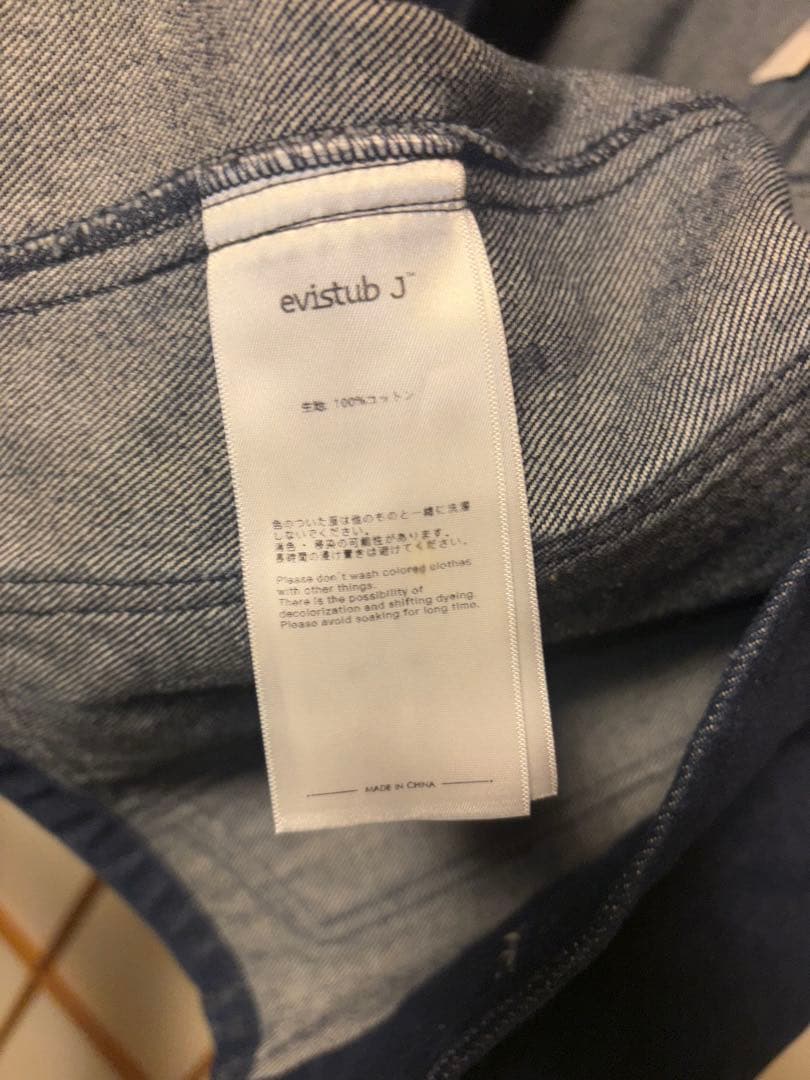 evistub J™
生地: 100%コットン
色のついた服は他のものと一緒に洗濯
しないでください。
消色・移染の可能性があります。
長時間の浸け置きは避けてください。
Please don't wash colored clothes
with other things.
There is the possibility of
decolorization and shifting dyeing.
Please avoid soaking for long time.
MADE IN CHINA